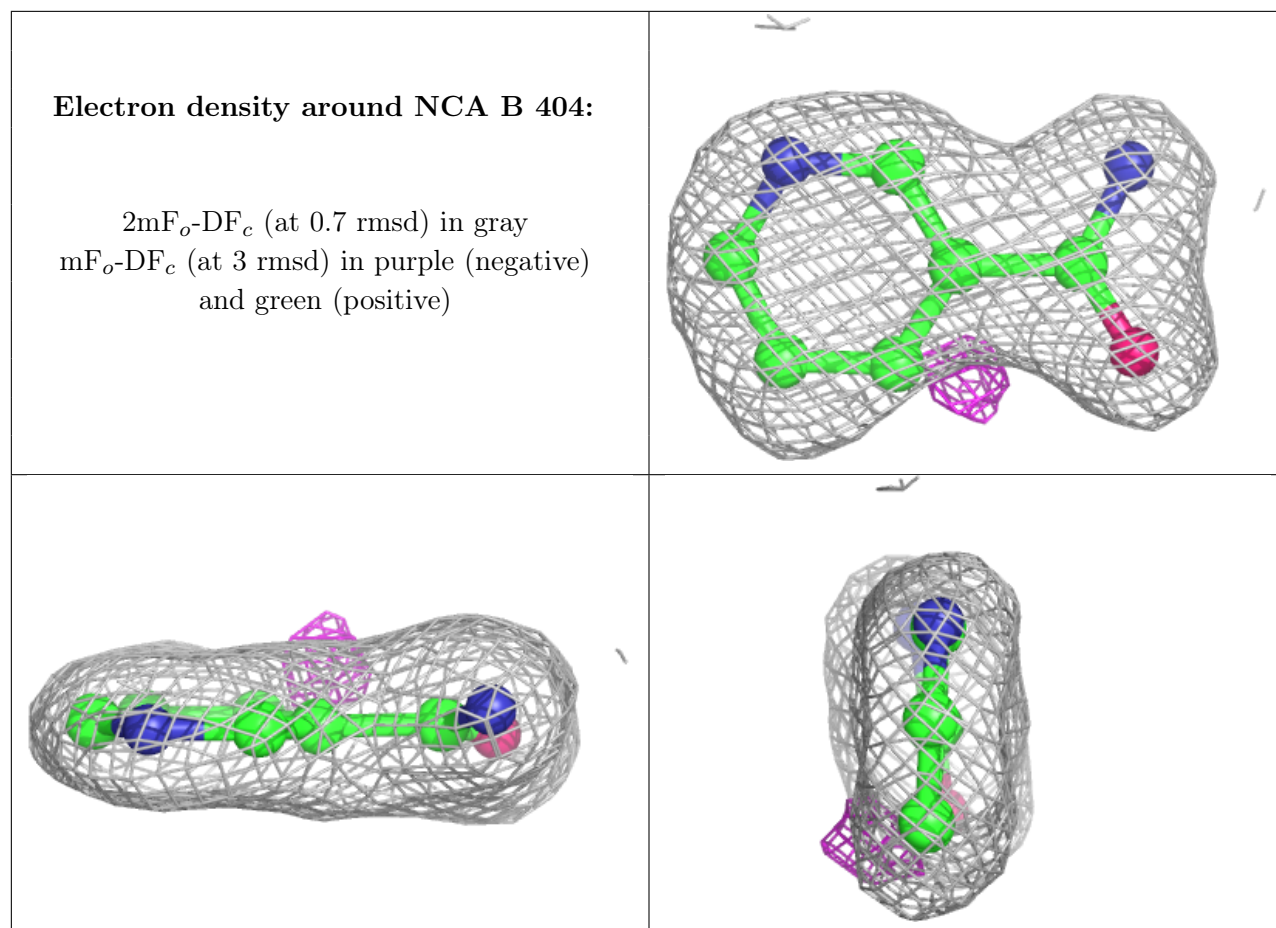 Electron density around NCA B 404:
2mFₒ-DF𝒸 (at 0.7 rmsd) in gray
mFₒ-DF𝒸 (at 3 rmsd) in purple (negative)
and green (positive)